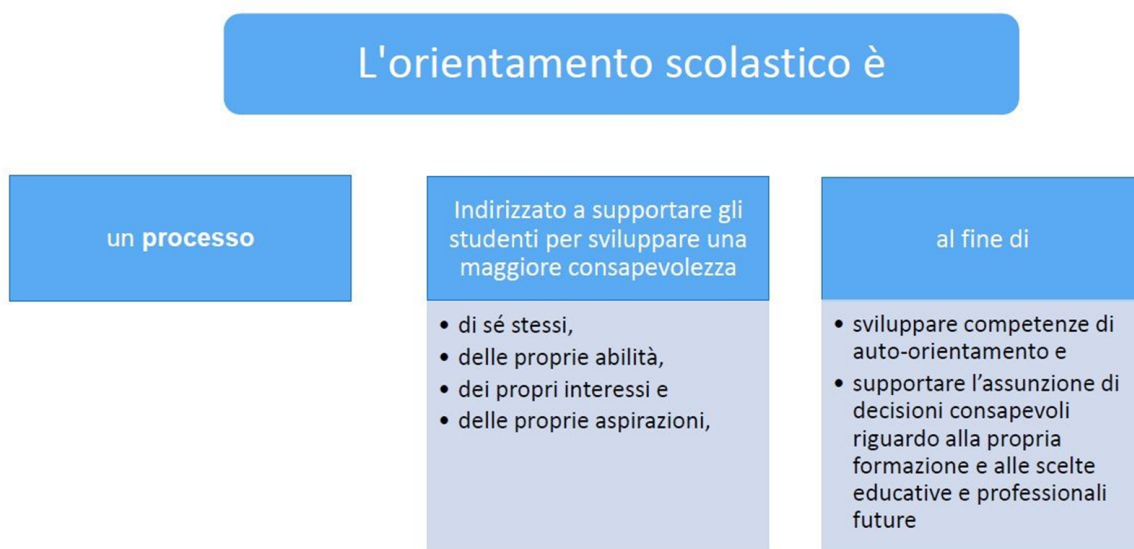 L'orientamento scolastico è
un processo
Indirizzato a supportare gli
studenti per sviluppare una
maggiore consapevolezza
• di sé stessi,
• delle proprie abilità,
• dei propri interessi e
• delle proprie aspirazioni,
al fine di
• sviluppare competenze di
auto-orientamento e
• supportare l’assunzione di
decisioni consapevoli
riguardo alla propria
formazione e alle scelte
educative e professionali
future